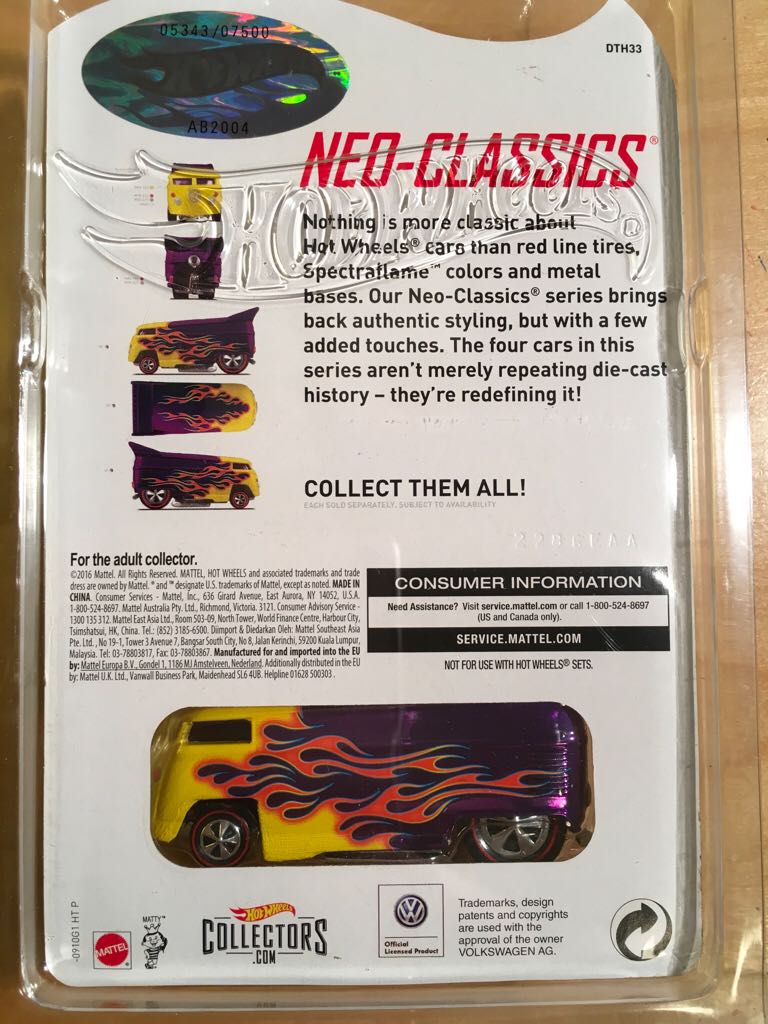 05343/07500
Hot Wheels
AB2004
DTH33
NEO-CLASSICS®
Hot Wheels®
Nothing is more classic about
Hot Wheels® cars than red line tires,
Spectraflame™ colors and metal
bases. Our Neo-Classics® series brings
back authentic styling, but with a few
added touches. The four cars in this
series aren't merely repeating die-cast
history – they're redefining it!
COLLECT THEM ALL!
EACH SOLD SEPARATELY. SUBJECT TO AVAILABILITY
For the adult collector.
©2016 Mattel. All Rights Reserved. MATTEL, HOT WHEELS and associated trademarks and trade
dress are owned by Mattel. ® and ™ designate U.S. trademarks of Mattel, except as noted. MADE IN
CHINA. Consumer Services - Mattel, Inc., 636 Girard Avenue, East Aurora, NY 14052, U.S.A.
1-800-524-8697. Mattel Australia Pty. Ltd., Richmond, Victoria. 3121. Consumer Advisory Service -
1300 135 312. Mattel East Asia Ltd., Room 503-09, North Tower, World Finance Centre, Harbour City,
Tsimshatsui, HK, China. Tel.: (852) 3185-6500. Diimport & Diedarkan Oleh: Mattel Southeast Asia
Pte. Ltd., No 19-1, Tower 3 Avenue 7, Bangsar South City, No 8, Jalan Kerinchi, 59200 Kuala Lumpur,
Malaysia. Tel: 03-78803817, Fax: 03-78803867. Manufactured for and imported into the EU
by: Mattel Europa B.V., Gondel 1, 1186 MJ Amstelveen, Nederland. Additionally distributed in the EU
by: Mattel U.K. Ltd., Vanwall Business Park, Maidenhead SL6 4UB. Helpline 01628 500303.
CONSUMER INFORMATION
Need Assistance? Visit service.mattel.com or call 1-800-524-8697
(US and Canada only).
SERVICE.MATTEL.COM
NOT FOR USE WITH HOT WHEELS® SETS.
-0910G1 HT P
MATTEL
MATTY™
Hot Wheels
COLLECTORS
.COM™
Official
Licensed Product
Trademarks, design
patents and copyrights
are used with the
approval of the owner
VOLKSWAGEN AG.